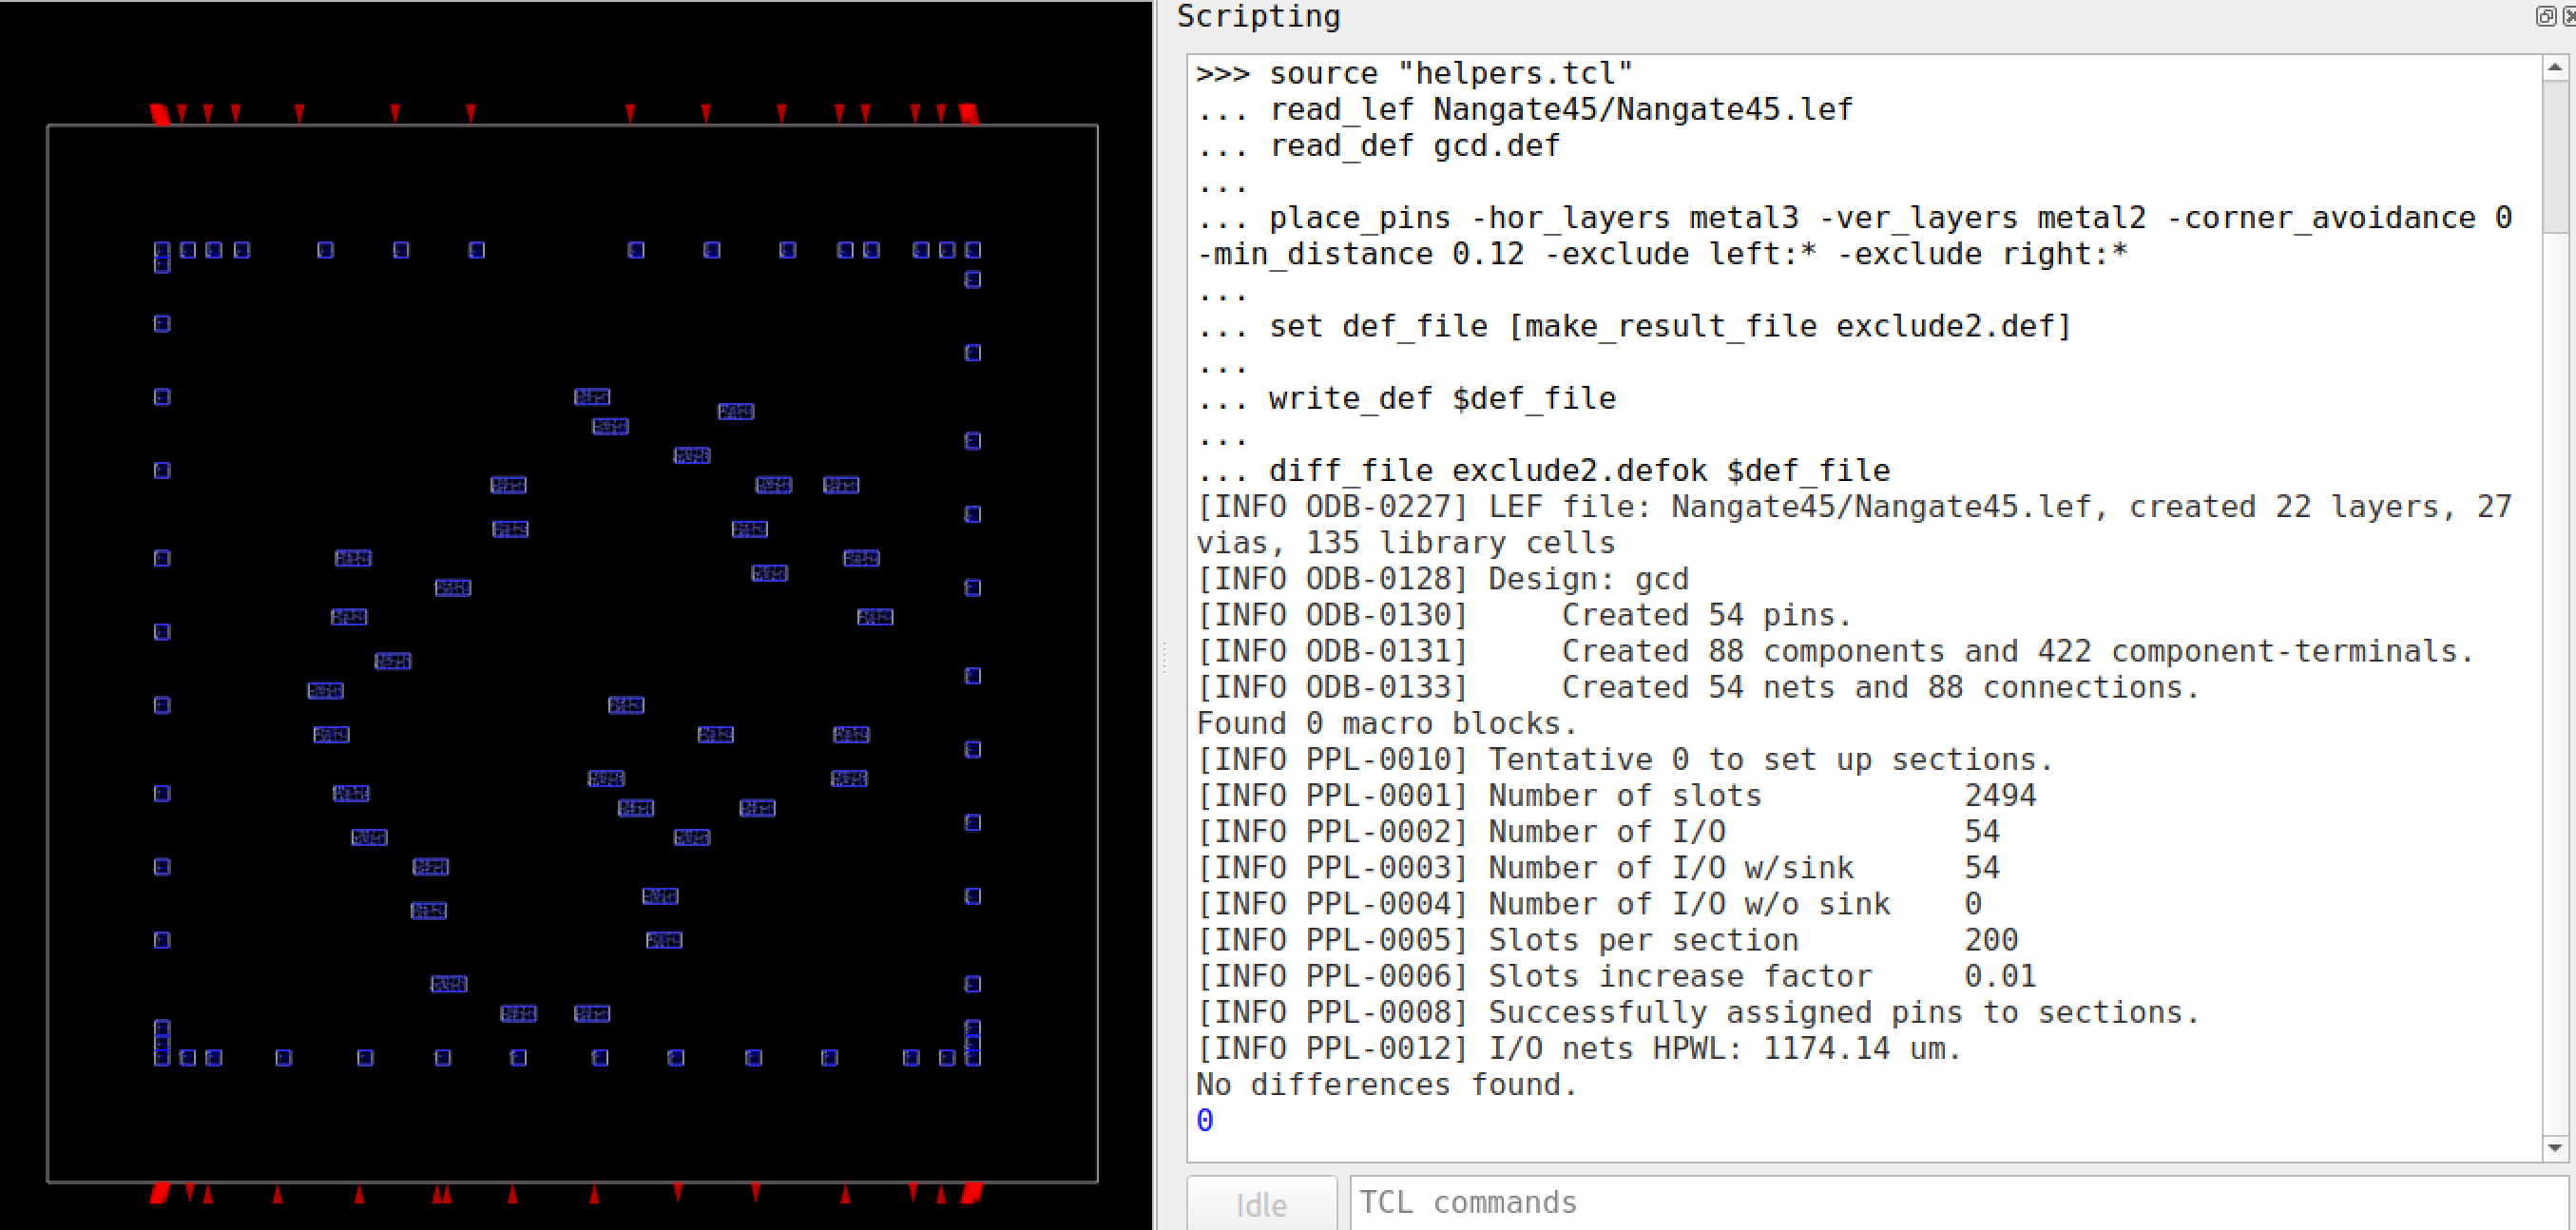 Scripting
>>> source "helpers.tcl"
... read_lef Nangate45/Nangate45.lef
... read_def gcd.def
...
... place_pins -hor_layers metal3 -ver_layers metal2 -corner_avoidance 0
-min_distance 0.12 -exclude left:* -exclude right:*
...
... set def_file [make_result_file exclude2.def]
...
... write_def $def_file
...
... diff_file exclude2.defok $def_file
[INFO ODB-0227] LEF file: Nangate45/Nangate45.lef, created 22 layers, 27
vias, 135 library cells
[INFO ODB-0128] Design: gcd
[INFO ODB-0130]     Created 54 pins.
[INFO ODB-0131]     Created 88 components and 422 component-terminals.
[INFO ODB-0133]     Created 54 nets and 88 connections.
Found 0 macro blocks.
[INFO PPL-0010] Tentative 0 to set up sections.
[INFO PPL-0001] Number of slots           2494
[INFO PPL-0002] Number of I/O             54
[INFO PPL-0003] Number of I/O w/sink      54
[INFO PPL-0004] Number of I/O w/o sink    0
[INFO PPL-0005] Slots per section         200
[INFO PPL-0006] Slots increase factor     0.01
[INFO PPL-0008] Successfully assigned pins to sections.
[INFO PPL-0012] I/O nets HPWL: 1174.14 um.
No differences found.
0
Idle
TCL commands